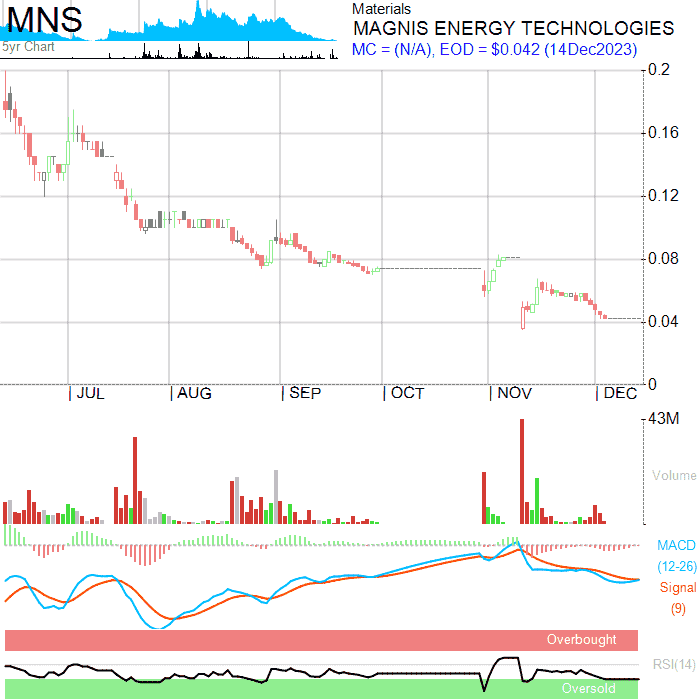 MNS
5yr Chart
Materials
MAGNIS ENERGY TECHNOLOGIES
MC = (N/A), EOD = $0.042 (14Dec2023)
0.2
0.16
0.12
0.08
0.04
0
JUL
AUG
SEP
OCT
NOV
DEC
43M
Volume
MACD
(12-26)
Signal
(9)
Overbought
RSI(14)
Oversold